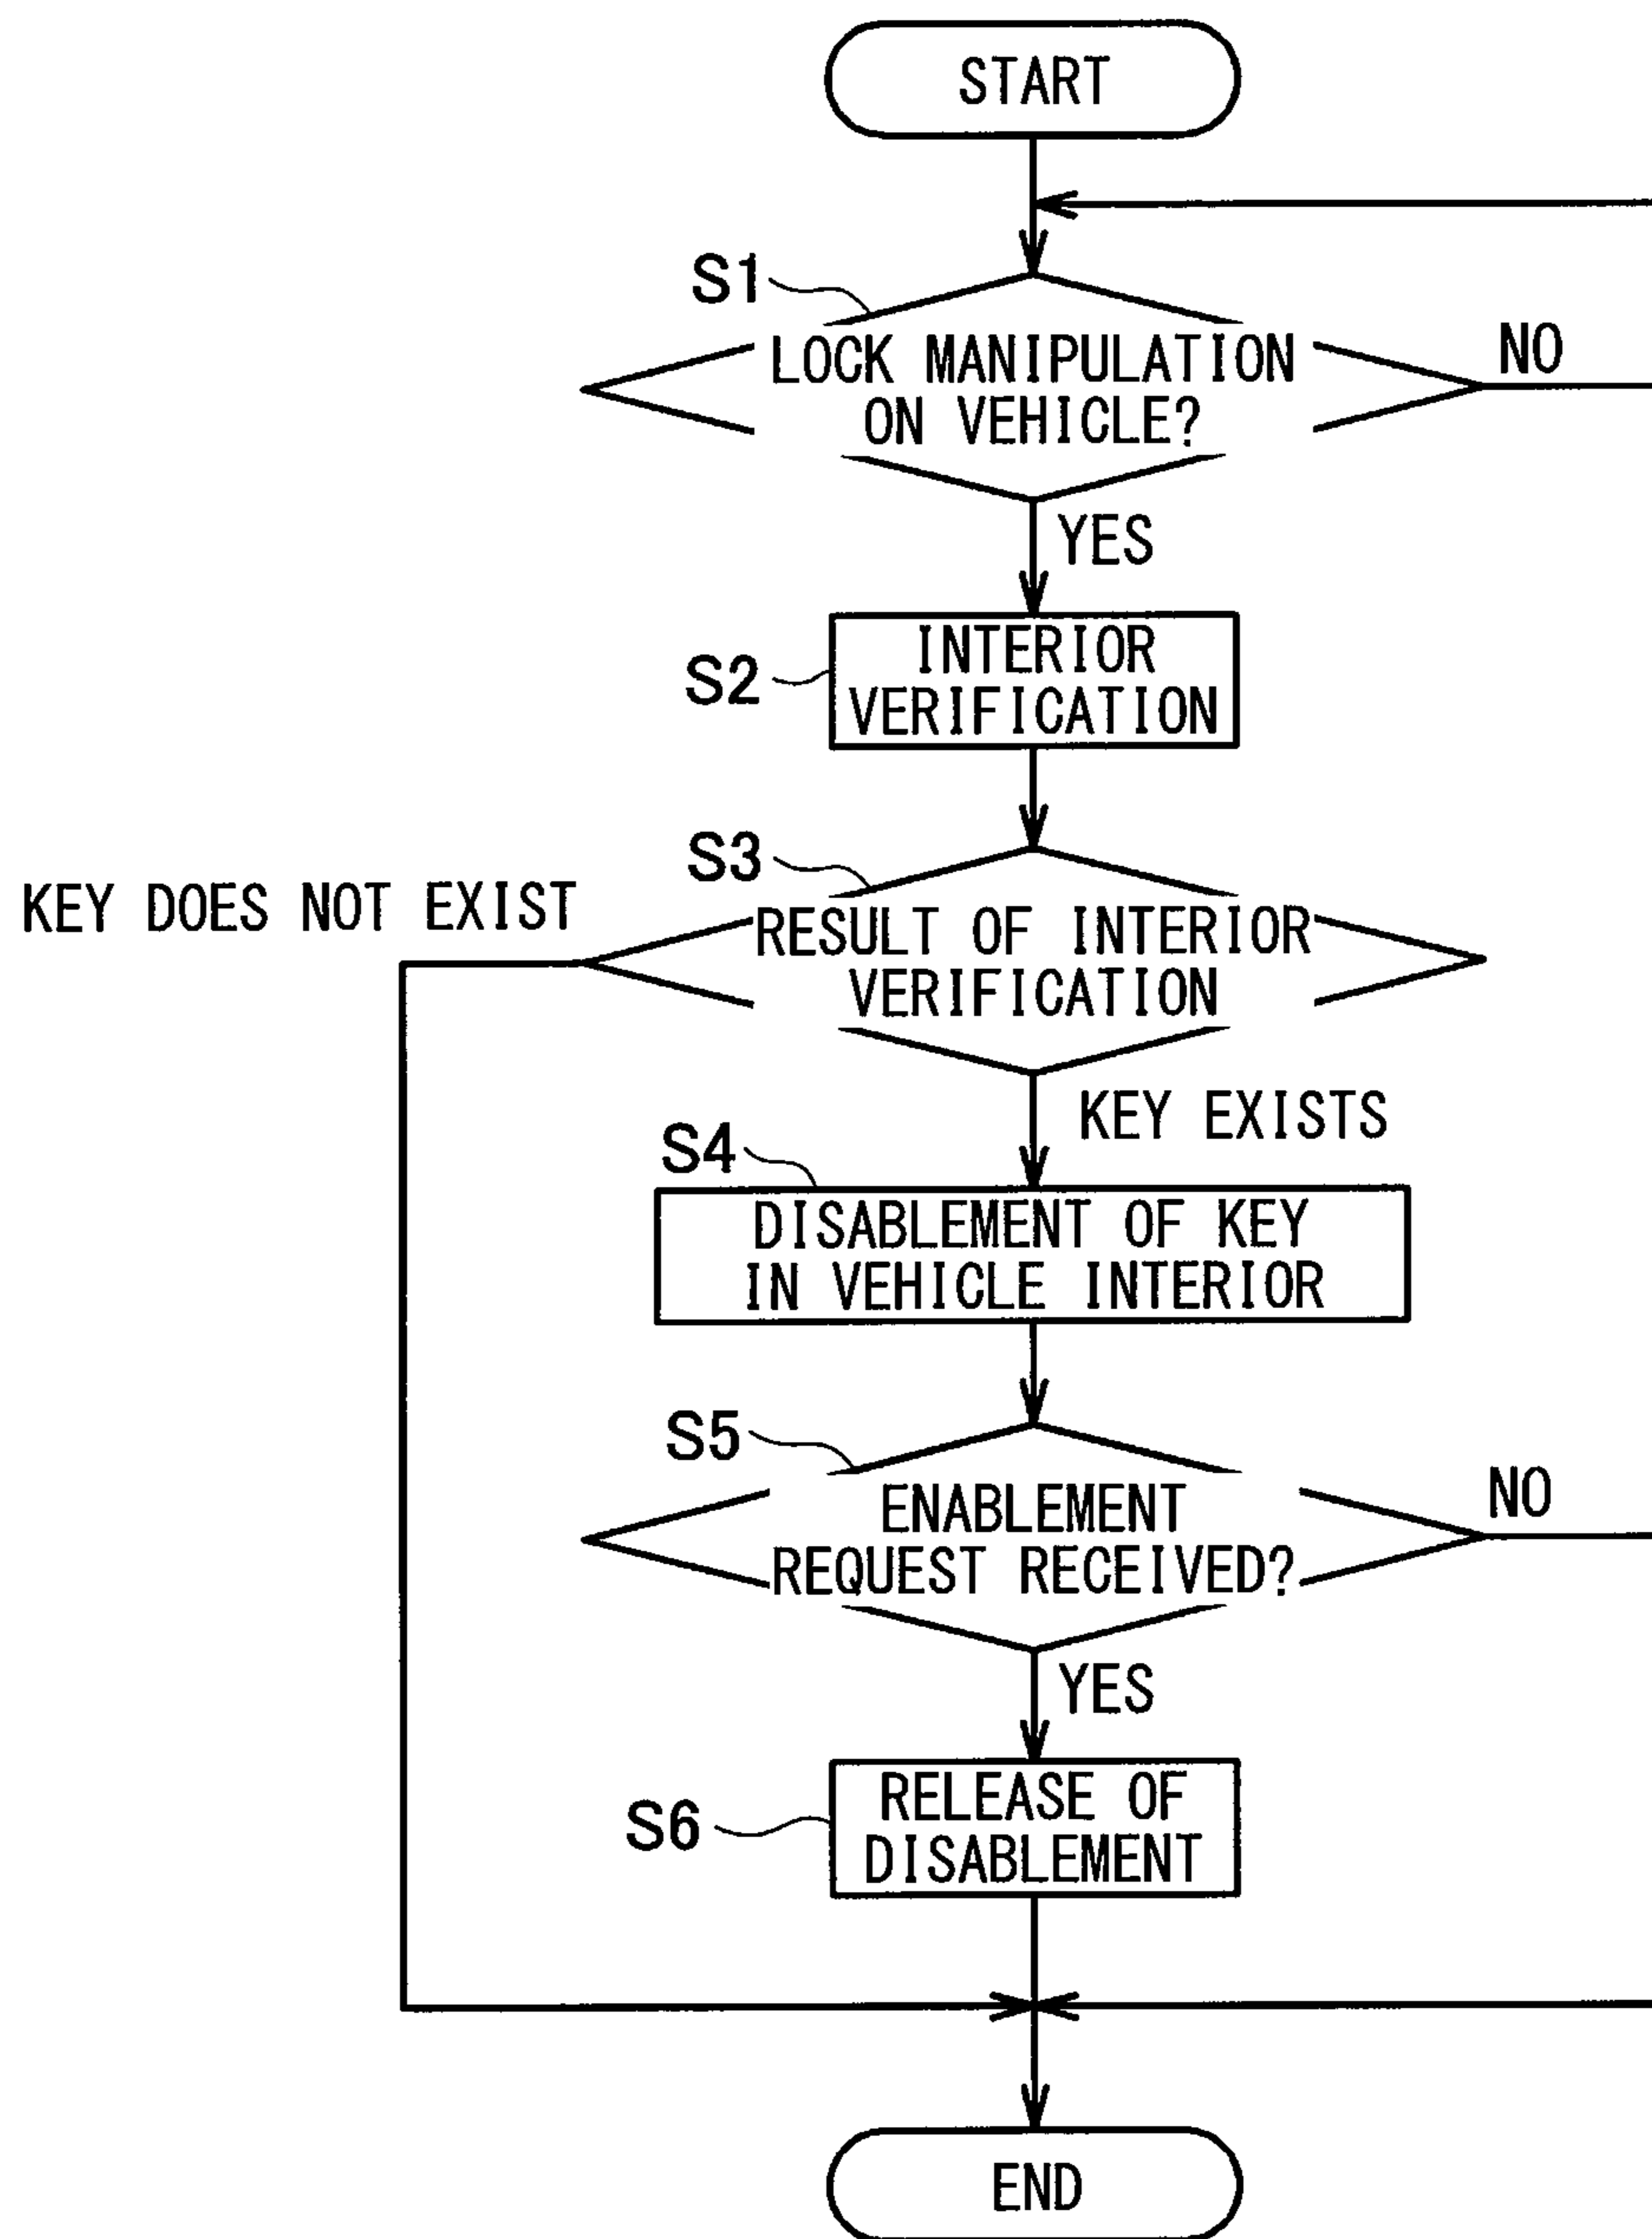 START
S1
LOCK MANIPULATION
ON VEHICLE?
NO
YES
S2
INTERIOR
VERIFICATION
S3
KEY DOES NOT EXIST
RESULT OF INTERIOR
VERIFICATION
KEY EXISTS
S4
DISABLEMENT OF KEY
IN VEHICLE INTERIOR
S5
ENABLEMENT
REQUEST RECEIVED?
NO
YES
S6
RELEASE OF
DISABLEMENT
END